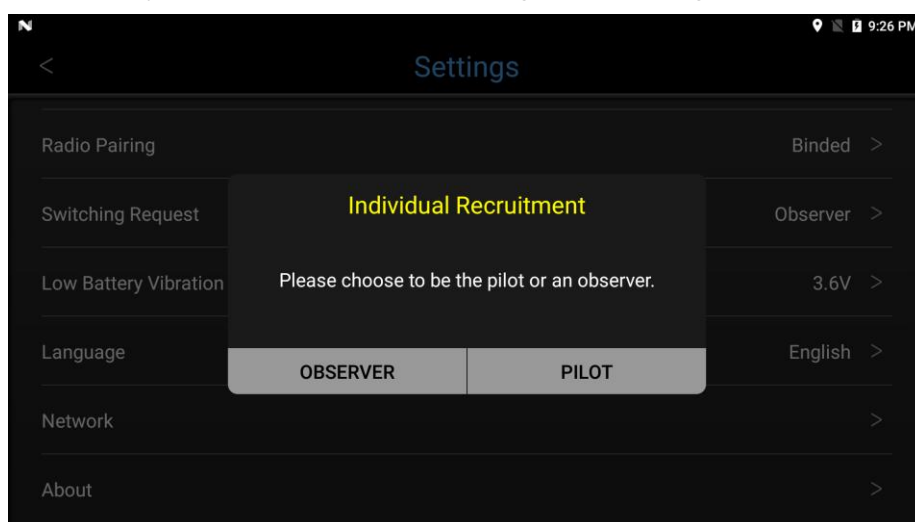 9:26 PM
< Settings
Radio Pairing Binded >
Switching Request Observer >
Low Battery Vibration 3.6V >
Language English >
Network >
About >
Individual Recruitment
Please choose to be the pilot or an observer.
OBSERVER PILOT